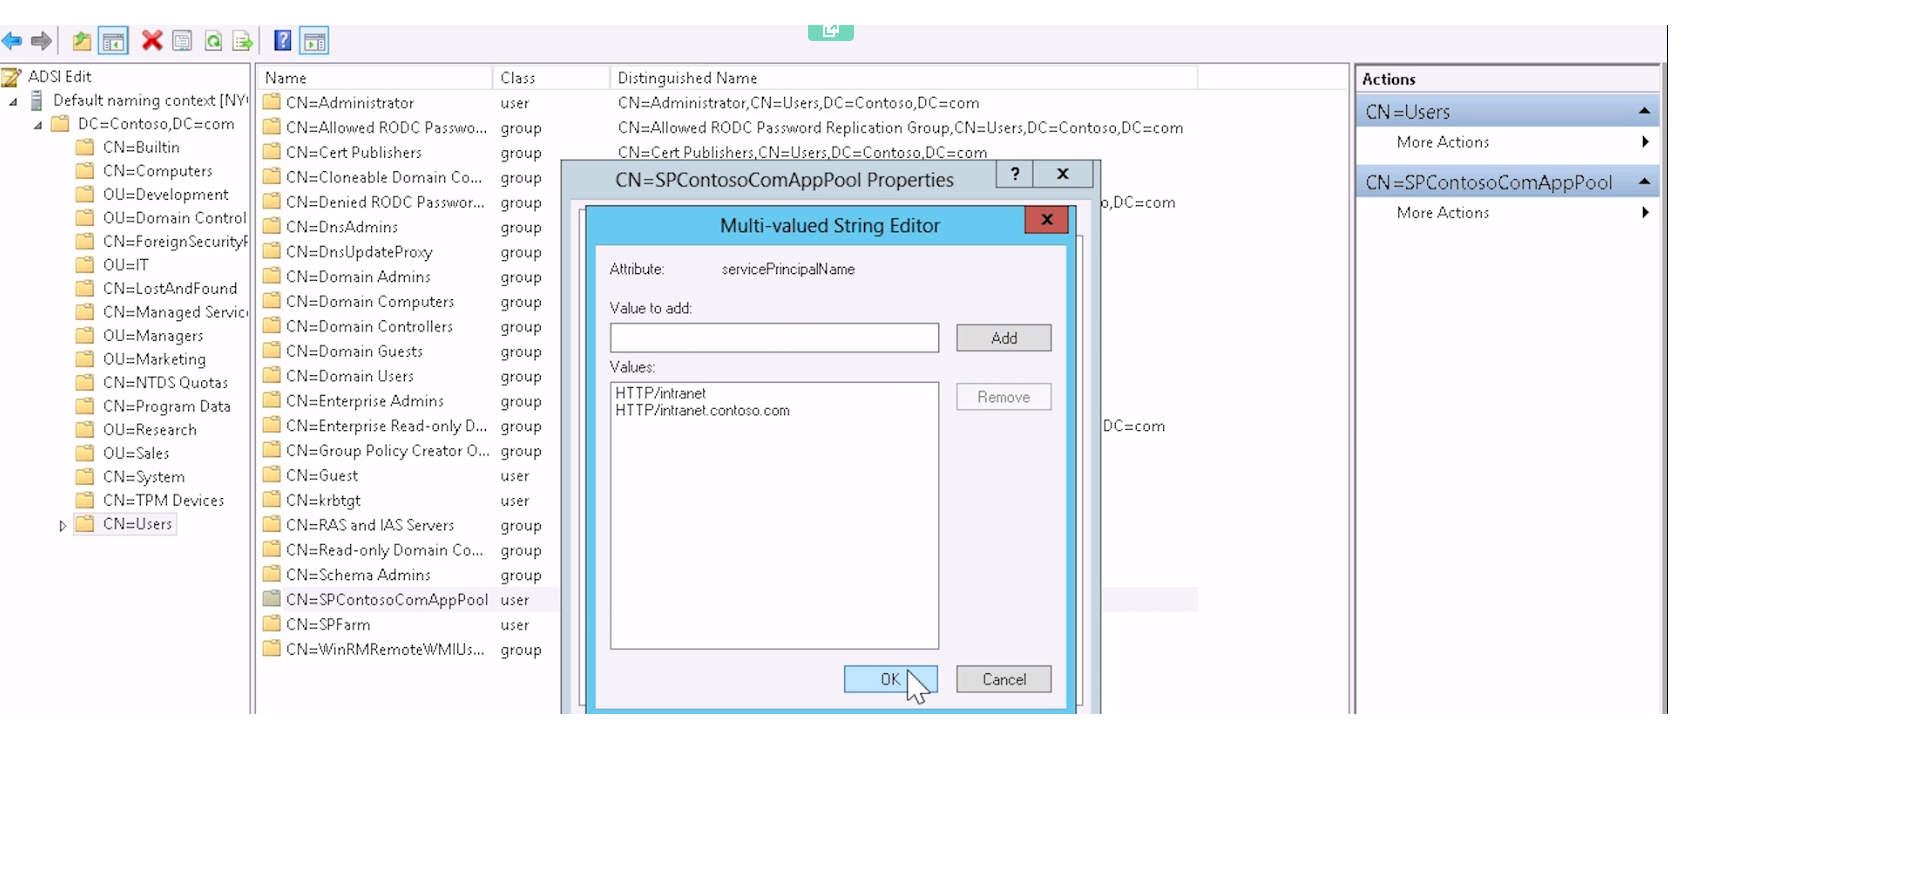 ADSI Edit
Default naming context [NY
DC=Contoso,DC=com
CN=Builtin
CN=Computers
OU=Development
OU=Domain Control
CN=ForeignSecurity
OU=IT
CN=LostAndFound
CN=Managed Servic
OU=Managers
OU=Marketing
CN=NTDS Quotas
CN=Program Data
OU=Research
OU=Sales
CN=System
CN=TPM Devices
CN=Users
Name Class Distinguished Name
CN=Administrator user CN=Administrator,CN=Users,DC=Contoso,DC=com
CN=Allowed RODC Passwo... group CN=Allowed RODC Password Replication Group,CN=Users,DC=Contoso,DC=com
CN=Cert Publishers group CN=Cert Publishers,CN=Users,DC=Contoso,DC=com
CN=Cloneable Domain Co... group
CN=Denied RODC Passwor... group o,DC=com
CN=DnsAdmins group
CN=DnsUpdateProxy group
CN=Domain Admins group
CN=Domain Computers group
CN=Domain Controllers group
CN=Domain Guests group
CN=Domain Users group
CN=Enterprise Admins group
CN=Enterprise Read-only D... group DC=com
CN=Group Policy Creator O... group
CN=Guest user
CN=krbtgt user
CN=RAS and IAS Servers group
CN=Read-only Domain Co... group
CN=Schema Admins group
CN=SPContosoComAppPool user
CN=SPFarm user
CN=WinRMRemoteWMIUs... group
CN=SPContosoComAppPool Properties ? X
Multi-valued String Editor X
Attribute: servicePrincipalName
Value to add:
Add
Values:
HTTP/intranet
HTTP/intranet.contoso.com
Remove
OK Cancel
Actions
CN=Users
More Actions
CN=SPContosoComAppPool
More Actions